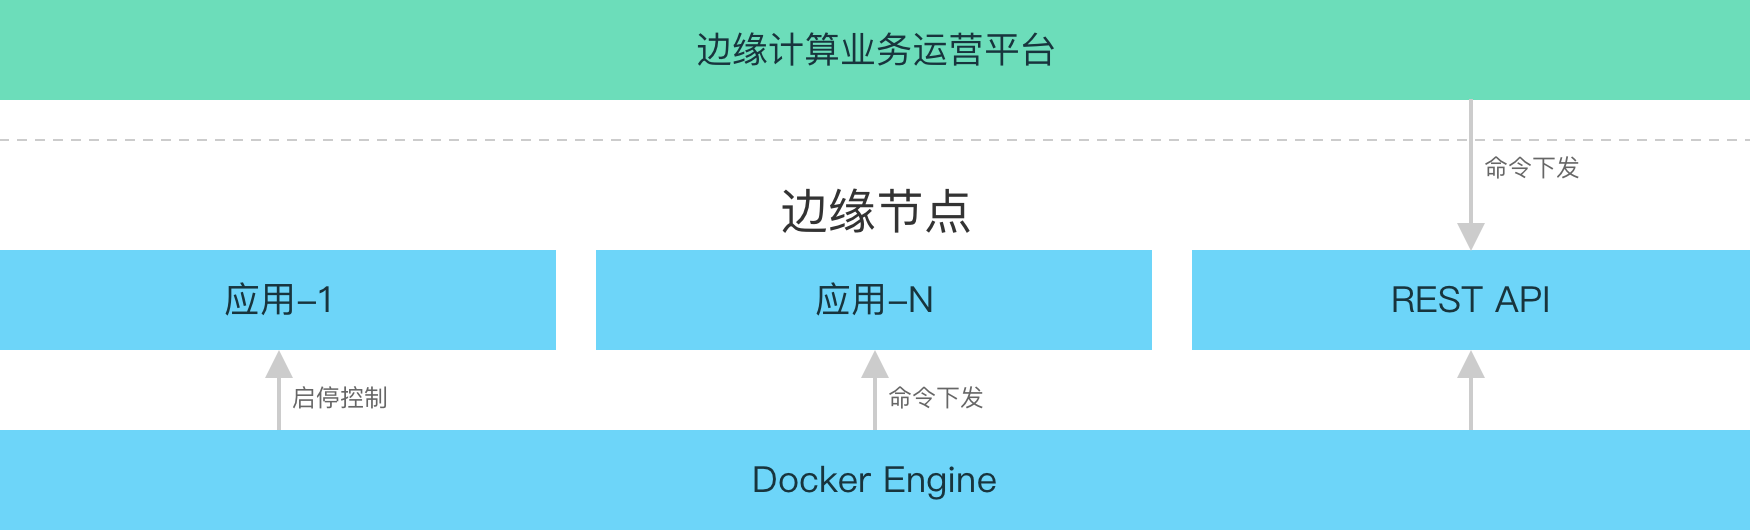 边缘计算业务运营平台
命令下发
边缘节点
应用-1
应用-N
REST API
启停控制
命令下发
Docker Engine